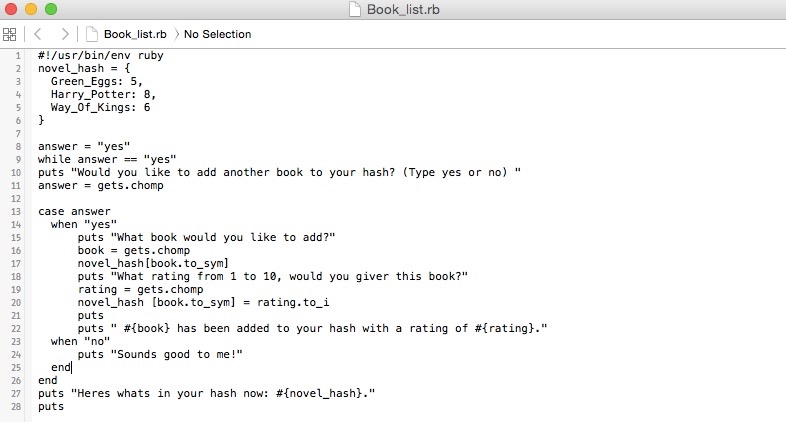 Book_list.rb
Book_list.rb 〉No Selection
1 #!/usr/bin/env ruby
2 novel_hash = {
3   Green_Eggs: 5,
4   Harry_Potter: 8,
5   Way_Of_Kings: 6
6 }
7
8 answer = "yes"
9 while answer == "yes"
10 puts "Would you like to add another book to your hash? (Type yes or no) "
11 answer = gets.chomp
12
13 case answer
14   when "yes"
15       puts "What book would you like to add?"
16       book = gets.chomp
17       novel_hash[book.to_sym]
18       puts "What rating from 1 to 10, would you giver this book?"
19       rating = gets.chomp
20       novel_hash [book.to_sym] = rating.to_i
21       puts
22       puts " #{book} has been added to your hash with a rating of #{rating}."
23   when "no"
24       puts "Sounds good to me!"
25   end
26 end
27 puts "Heres whats in your hash now: #{novel_hash}."
28 puts